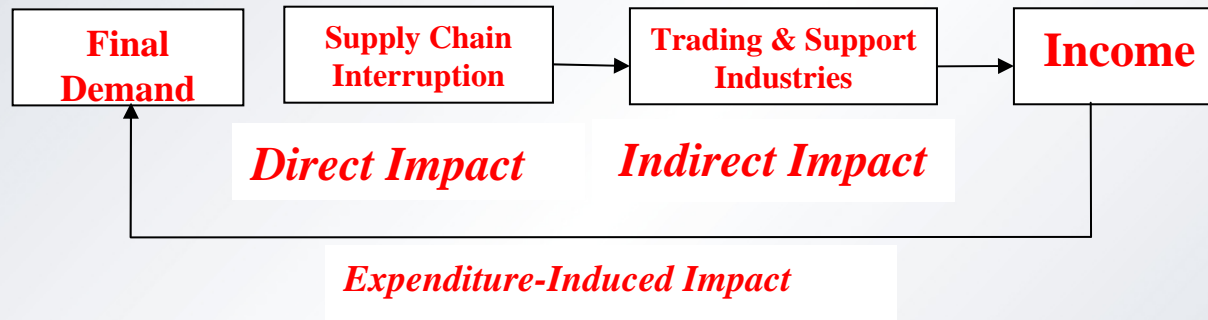 Final
Demand
Supply Chain
Interruption
Trading & Support
Industries
Income
Direct Impact
Indirect Impact
Expenditure-Induced Impact